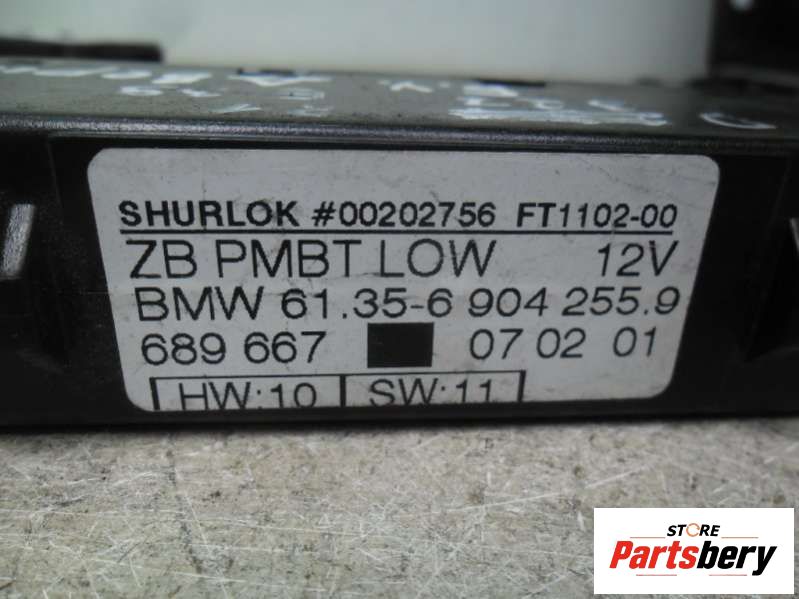 SHURLOK #00202756 FT1102-00
ZB PMBT LOW 12V
BMW 61.35-6 904 255.9
689 667 07 02 01
HW:10 SW:11
STORE
Partsbery